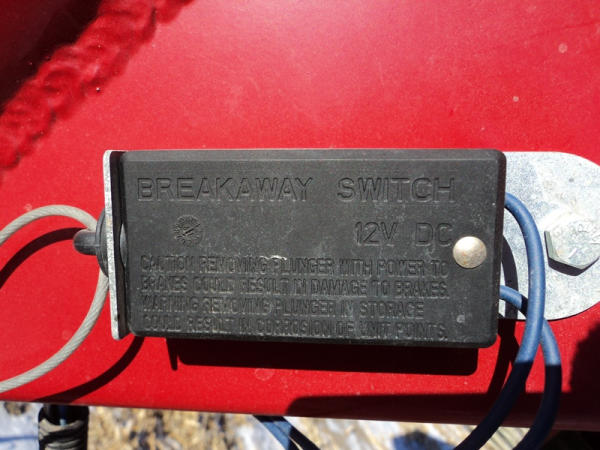 BREAKAWAY SWITCH
12V DC
CAUTION REMOVING PLUNGER WITH POWER TO
BRAKES COULD RESULT IN DAMAGE TO BRAKES.
WARNING REMOVING PLUNGER IN STORAGE
COULD RESULT IN CORROSION OF UNIT POINTS.